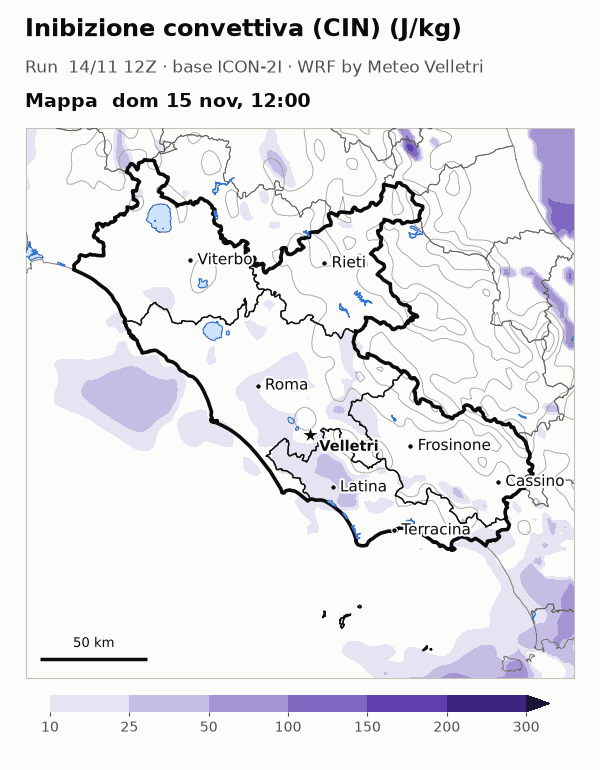 Inibizione convettiva (CIN) (J/kg)
Run 14/11 12Z · base ICON-2I · WRF by Meteo Velletri
Mappa dom 15 nov, 12:00
Viterbo
Rieti
Roma
Velletri
Frosinone
Latina
Cassino
Terracina
50 km
10 25 50 100 150 200 300